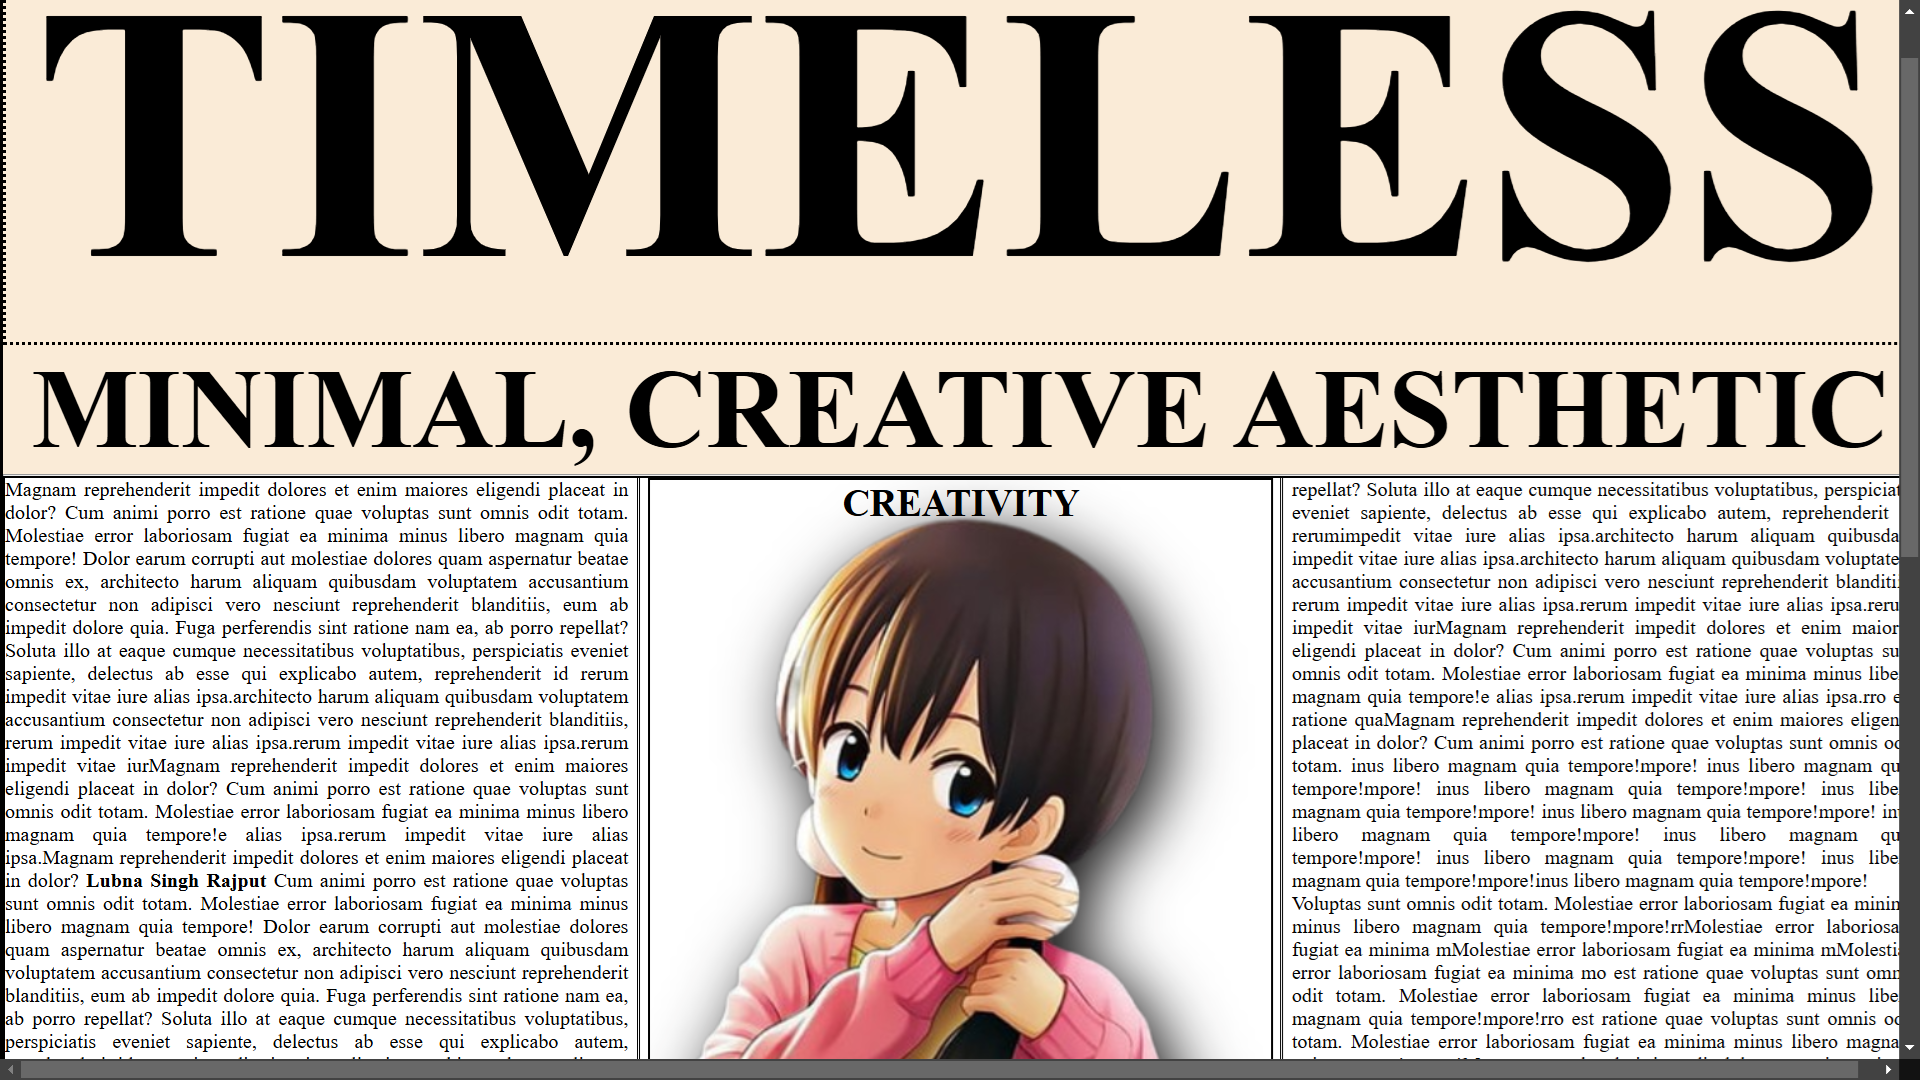 TIMELESS
MINIMAL, CREATIVE AESTHETIC
Magnam reprehenderit impedit dolores et enim maiores eligendi placeat in
dolor? Cum animi porro est ratione quae voluptas sunt omnis odit totam.
Molestiae error laboriosam fugiat ea minima minus libero magnam quia
tempore! Dolor earum corrupti aut molestiae dolores quam aspernatur beatae
omnis ex, architecto harum aliquam quibusdam voluptatem accusantium
consectetur non adipisci vero nesciunt reprehenderit blanditiis, eum ab
impedit dolore quia. Fuga perferendis sint ratione nam ea, ab porro repellat?
Soluta illo at eaque cumque necessitatibus voluptatibus, perspiciatis eveniet
sapiente, delectus ab esse qui explicabo autem, reprehenderit id rerum
impedit vitae iure alias ipsa.architecto harum aliquam quibusdam voluptatem
accusantium consectetur non adipisci vero nesciunt reprehenderit blanditiis,
rerum impedit vitae iure alias ipsa.rerum impedit vitae iure alias ipsa.rerum
impedit vitae iurMagnam reprehenderit impedit dolores et enim maiores
eligendi placeat in dolor? Cum animi porro est ratione quae voluptas sunt
omnis odit totam. Molestiae error laboriosam fugiat ea minima minus libero
magnam quia tempore!e alias ipsa.rerum impedit vitae iure alias
ipsa.Magnam reprehenderit impedit dolores et enim maiores eligendi placeat
in dolor? Lubna Singh Rajput Cum animi porro est ratione quae voluptas
sunt omnis odit totam. Molestiae error laboriosam fugiat ea minima minus
libero magnam quia tempore! Dolor earum corrupti aut molestiae dolores
quam aspernatur beatae omnis ex, architecto harum aliquam quibusdam
voluptatem accusantium consectetur non adipisci vero nesciunt reprehenderit
blanditiis, eum ab impedit dolore quia. Fuga perferendis sint ratione nam ea,
ab porro repellat? Soluta illo at eaque cumque necessitatibus voluptatibus,
perspiciatis eveniet sapiente, delectus ab esse qui explicabo autem,
CREATIVITY
repellat? Soluta illo at eaque cumque necessitatibus voluptatibus, perspiciat
eveniet sapiente, delectus ab esse qui explicabo autem, reprehenderit
rerumimpedit vitae iure alias ipsa.architecto harum aliquam quibusda
impedit vitae iure alias ipsa.architecto harum aliquam quibusdam voluptate
accusantium consectetur non adipisci vero nesciunt reprehenderit blanditi
rerum impedit vitae iure alias ipsa.rerum impedit vitae iure alias ipsa.reru
impedit vitae iurMagnam reprehenderit impedit dolores et enim maior
eligendi placeat in dolor? Cum animi porro est ratione quae voluptas su
omnis odit totam. Molestiae error laboriosam fugiat ea minima minus libe
magnam quia tempore!e alias ipsa.rerum impedit vitae iure alias ipsa.rro e
ratione quaMagnam reprehenderit impedit dolores et enim maiores eligen
placeat in dolor? Cum animi porro est ratione quae voluptas sunt omnis o
totam. inus libero magnam quia tempore!mpore! inus libero magnam qu
tempore!mpore! inus libero magnam quia tempore!mpore! inus libe
magnam quia tempore!mpore! inus libero magnam quia tempore!mpore! in
libero magnam quia tempore!mpore! inus libero magnam qu
tempore!mpore! inus libero magnam quia tempore!mpore! inus libe
magnam quia tempore!mpore!inus libero magnam quia tempore!mpore!
Voluptas sunt omnis odit totam. Molestiae error laboriosam fugiat ea minin
minus libero magnam quia tempore!mpore!rrMolestiae error laboriosa
fugiat ea minima mMolestiae error laboriosam fugiat ea minima mMolesti
error laboriosam fugiat ea minima mo est ratione quae voluptas sunt omn
odit totam. Molestiae error laboriosam fugiat ea minima minus libe
magnam quia tempore!mpore!rro est ratione quae voluptas sunt omnis o
totam. Molestiae error laboriosam fugiat ea minima minus libero magna